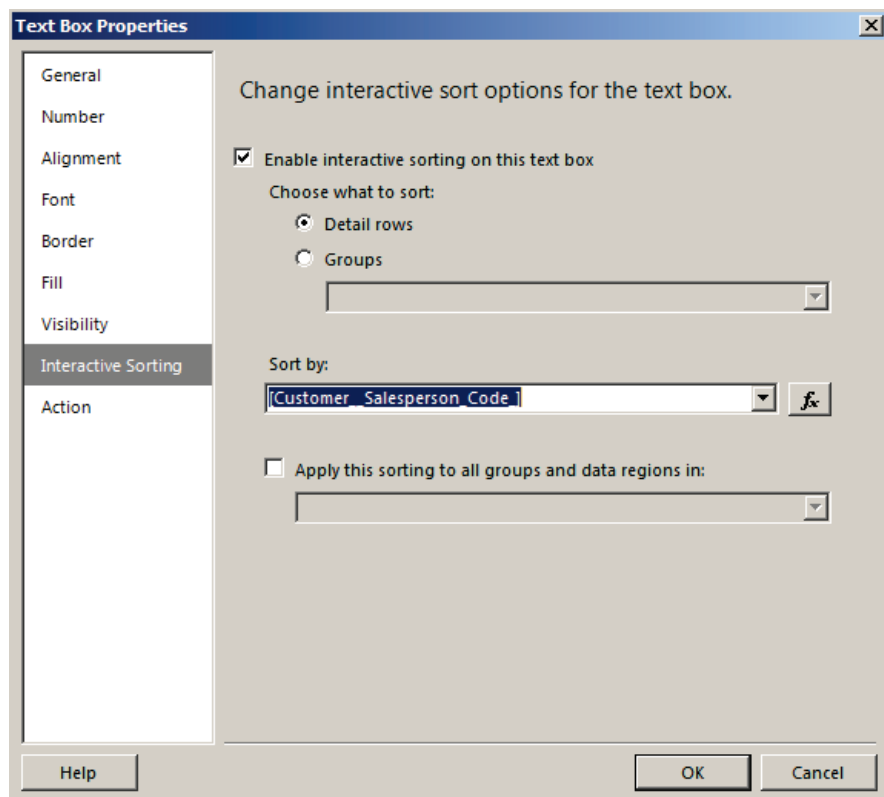 Text Box Properties
General
Number
Alignment
Font
Border
Fill
Visibility
Interactive Sorting
Action
Change interactive sort options for the text box.
Enable interactive sorting on this text box
Choose what to sort:
Detail rows
Groups
Sort by:
[Customer__Salesperson_Code_]
fx
Apply this sorting to all groups and data regions in:
Help
OK
Cancel